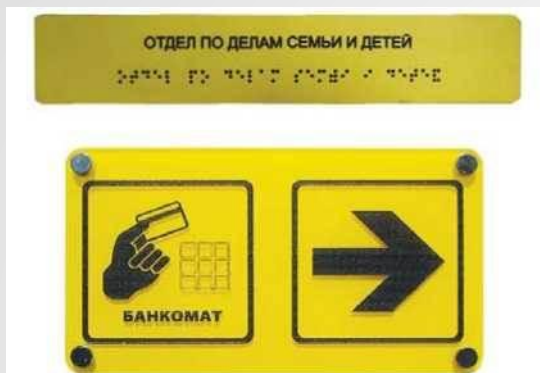 ОТДЕЛ ПО ДЕЛАМ СЕМЬИ И ДЕТЕЙ
⠕⠞⠙⠑⠇ ⠏⠕ ⠙⠑⠇⠁⠍ ⠎⠑⠍⠾⠊ ⠊ ⠙⠑⠞⠑⠯
БАНКОМАТ